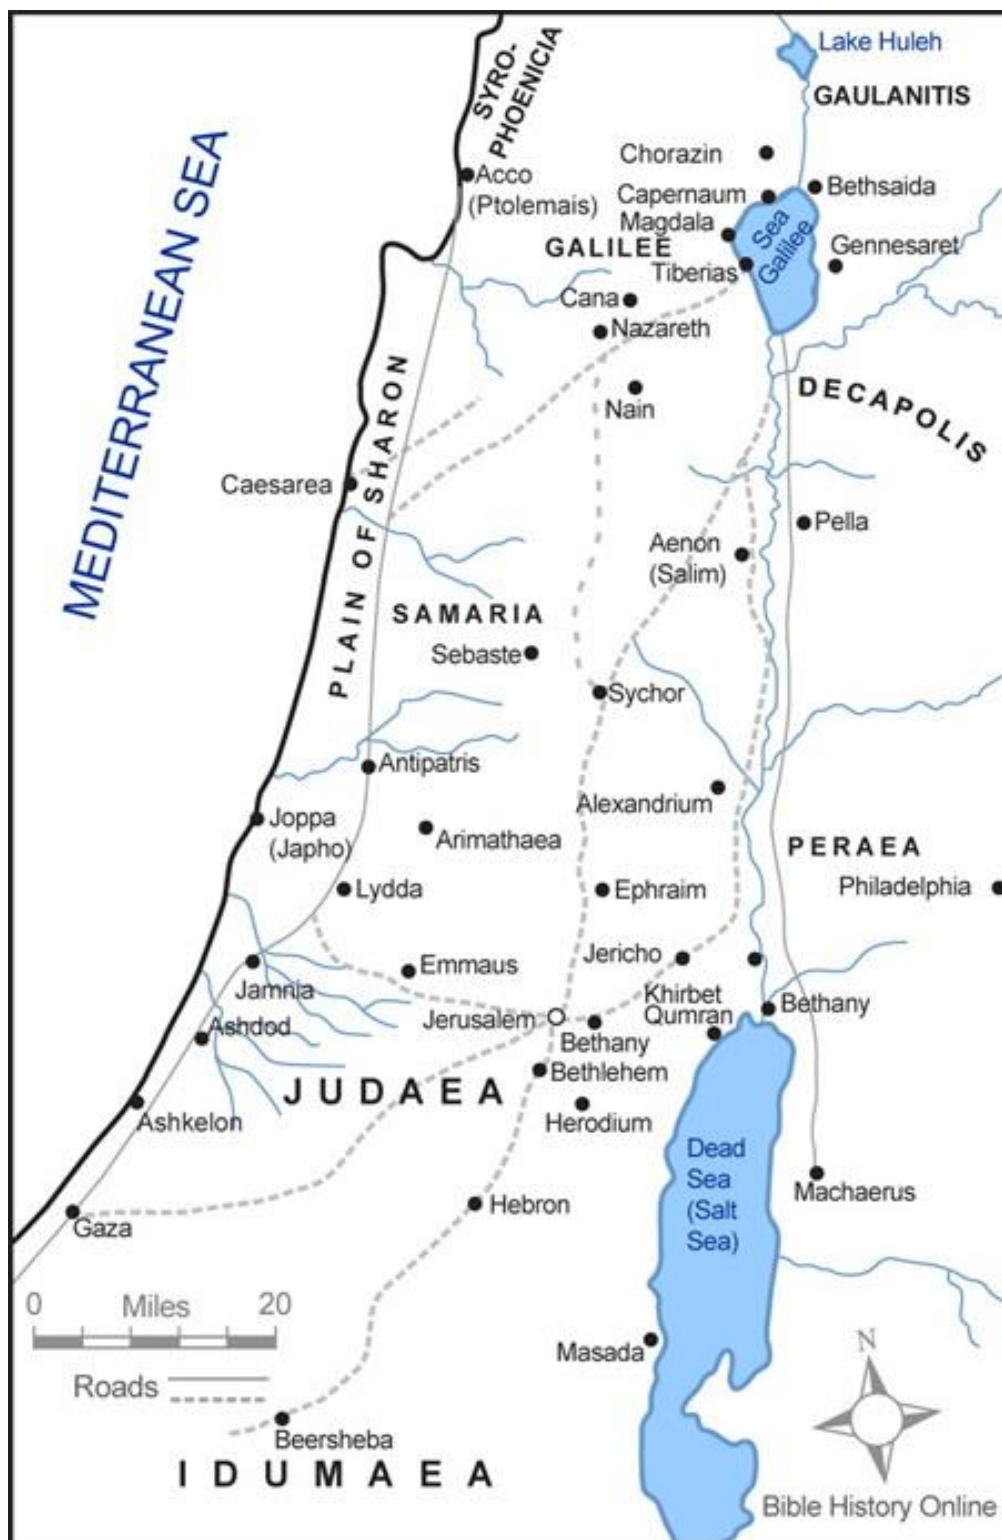 Lake Huleh
SYRO-
PHOENICIA
GAULANITIS
MEDITERRANEAN SEA
Chorazin
Acco
(Ptolemais)
Capernaum
Bethsaida
Magdala
Sea
Galilee
GALILEE
Gennesaret
Tiberias
Cana
Nazareth
DECAPOLIS
Nain
PLAIN OF SHARON
Caesarea
Pella
Aenon
(Salim)
SAMARIA
Sebaste
Sychor
Antipatris
Alexandrium
Joppa
(Japho)
Arimathaea
PERAEA
Lydda
Ephraim
Philadelphia
Jericho
Emmaus
Jamnia
Khirbet
Qumran
Bethany
Ashdod
Jerusalem
Bethany
Bethlehem
JUDAEA
Ashkelon
Herodium
Dead
Sea
(Salt
Sea)
Machaerus
Hebron
Gaza
0 Miles 20
Masada
N
Roads
Beersheba
IDUMAEA
Bible History Online